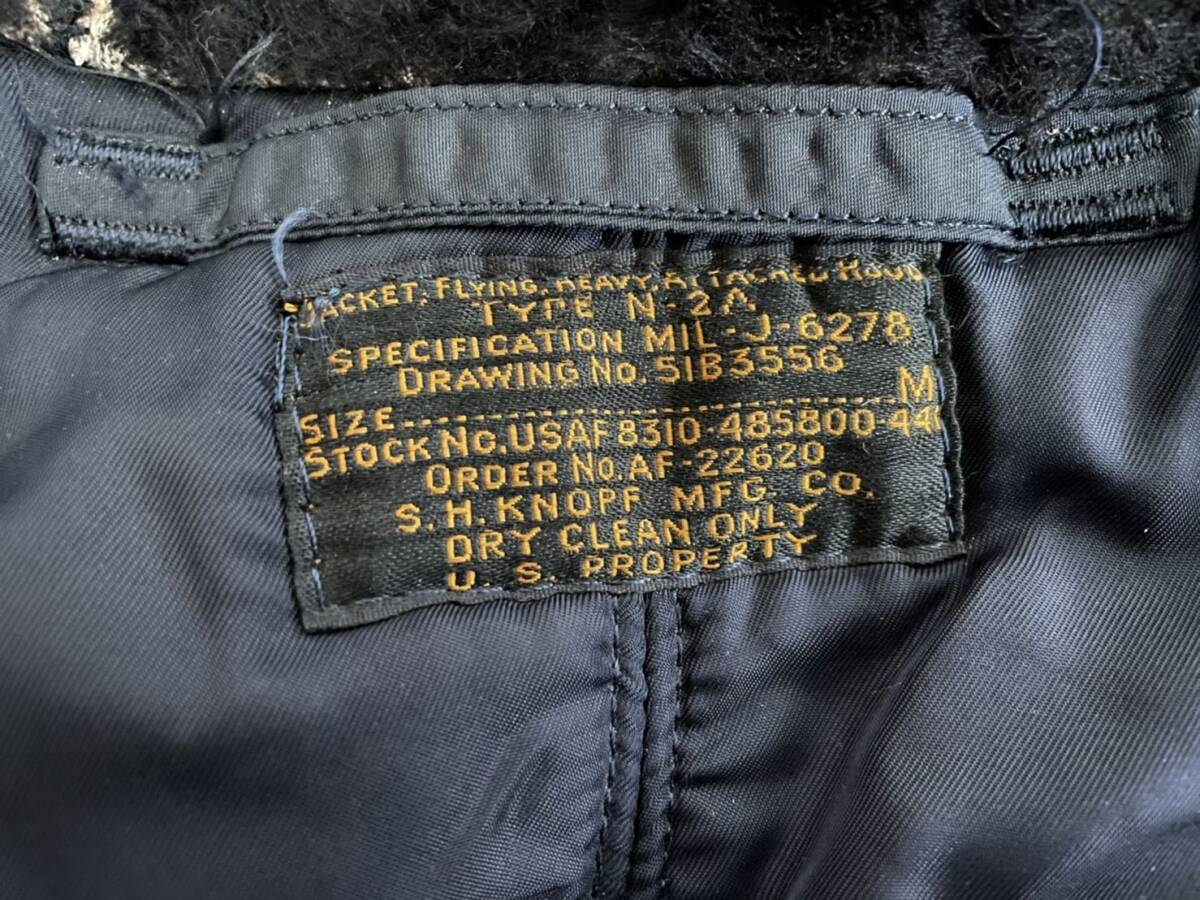 JACKET, FLYING, HEAVY, ATTACHED HOOD
TYPE N-2A
SPECIFICATION MIL-J-6278
DRAWING No. 51B3556
SIZE M
STOCK No. USAF 8310-485800-44
ORDER No. AF-22620
S. H. KNOPF MFG. CO.
DRY CLEAN ONLY
U. S. PROPERTY